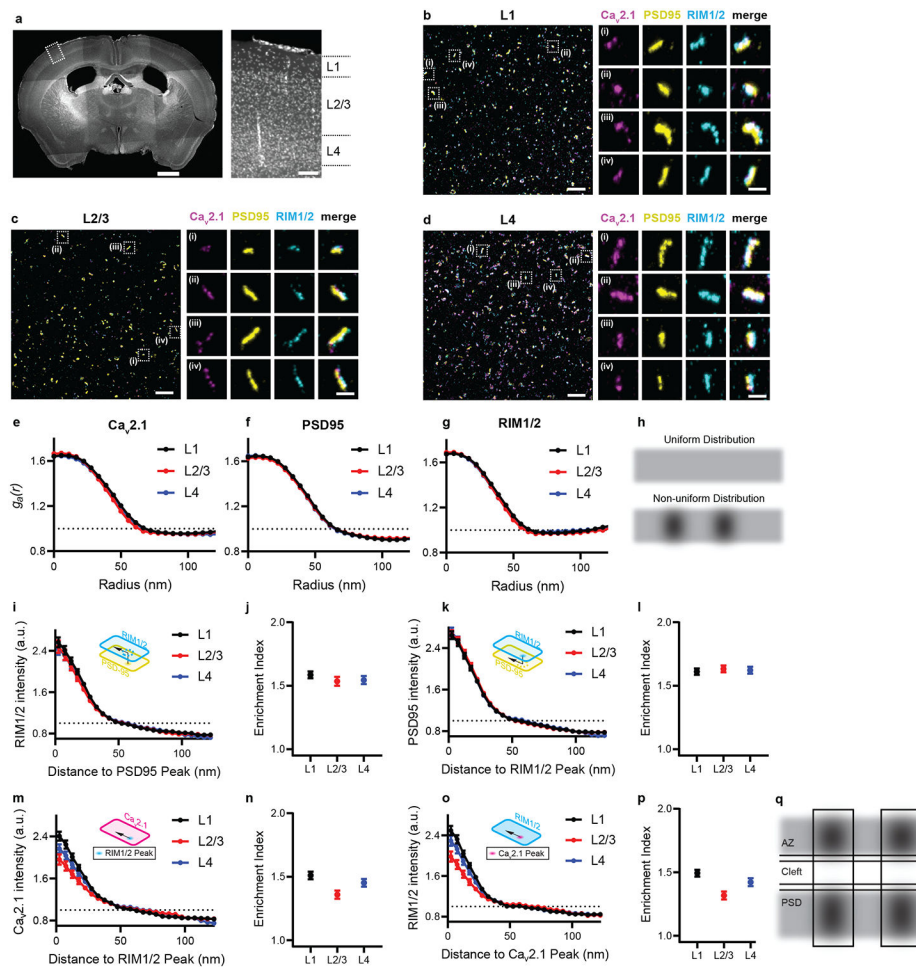 a
L1
L2/3
L4
b
L1
Cav2.1 PSD95 RIM1/2 merge
(i)
(ii)
(iii)
(iv)
(i)
(ii)
(iii)
(iv)
c
L2/3
Cav2.1 PSD95 RIM1/2 merge
(i)
(ii)
(iii)
(iv)
(i)
(ii)
(iii)
(iv)
d
L4
Cav2.1 PSD95 RIM1/2 merge
(i)
(ii)
(iii)
(iv)
(i)
(ii)
(iii)
(iv)
e
Cav2.1
ga(r)
1.6
1.2
0.8
0 50 100
Radius (nm)
L1
L2/3
L4
f
PSD95
1.6
1.2
0.8
0 50 100
Radius (nm)
L1
L2/3
L4
g
RIM1/2
1.6
1.2
0.8
0 50 100
Radius (nm)
L1
L2/3
L4
h
Uniform Distribution
Non-uniform Distribution
i
RIM1/2 intensity (a.u.)
2.4
1.6
0.8
0 50 100
Distance to PSD95 Peak (nm)
RIM1/2
PSD-95
L1
L2/3
L4
j
Enrichment Index
2.0
1.5
1.0
L1 L2/3 L4
k
PSD95 intensity (a.u.)
2.4
1.6
0.8
0 50 100
Distance to RIM1/2 Peak (nm)
RIM1/2
PSD-95
L1
L2/3
L4
l
Enrichment Index
2.0
1.5
1.0
L1 L2/3 L4
m
Cav2.1 intensity (a.u.)
2.4
1.6
0.8
0 50 100
Distance to RIM1/2 Peak (nm)
Cav2.1
RIM1/2 Peak
L1
L2/3
L4
n
Enrichment Index
2.0
1.5
1.0
L1 L2/3 L4
o
RIM1/2 intensity (a.u.)
2.4
1.6
0.8
0 50 100
Distance to Cav2.1 Peak (nm)
RIM1/2
Cav2.1 Peak
L1
L2/3
L4
p
Enrichment Index
2.0
1.5
1.0
L1 L2/3 L4
q
AZ
Cleft
PSD